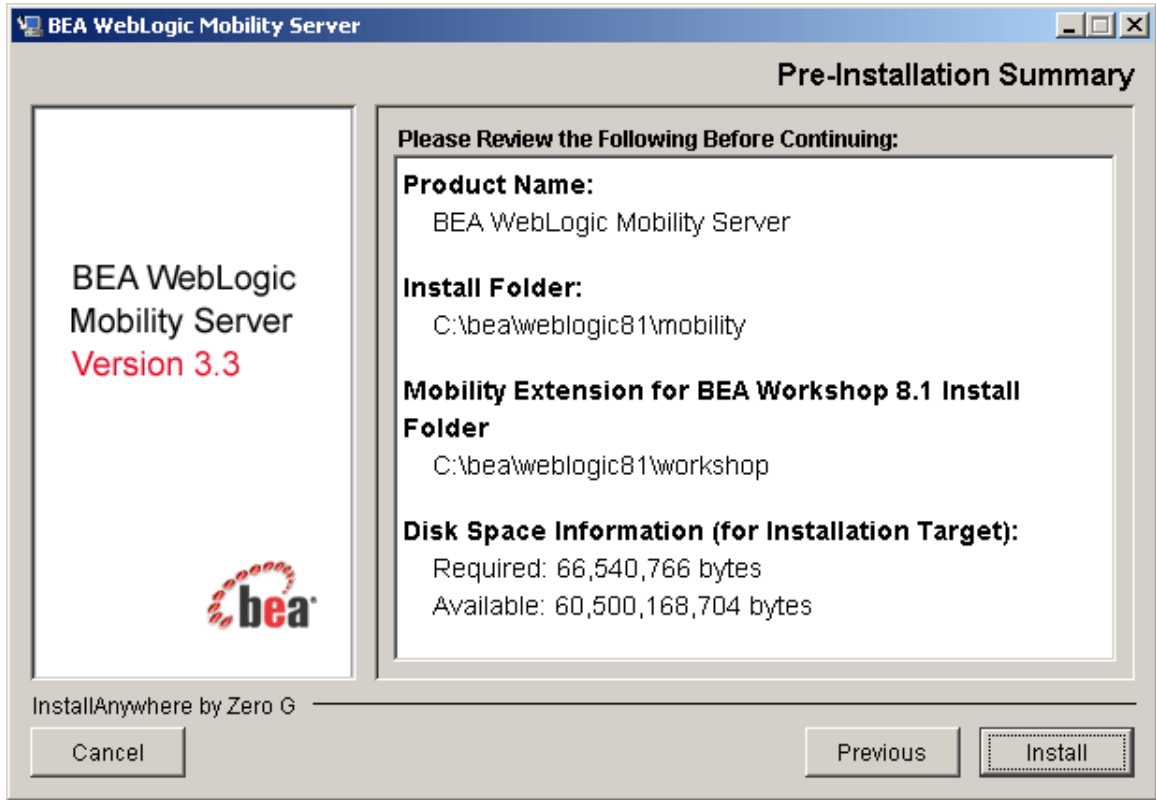 BEA WebLogic Mobility Server
Pre-Installation Summary
BEA WebLogic
Mobility Server
Version 3.3
bea
Please Review the Following Before Continuing:
Product Name:
BEA WebLogic Mobility Server
Install Folder:
C:\bea\weblogic81\mobility
Mobility Extension for BEA Workshop 8.1 Install
Folder
C:\bea\weblogic81\workshop
Disk Space Information (for Installation Target):
Required: 66,540,766 bytes
Available: 60,500,168,704 bytes
InstallAnywhere by Zero G
Cancel
Previous
Install